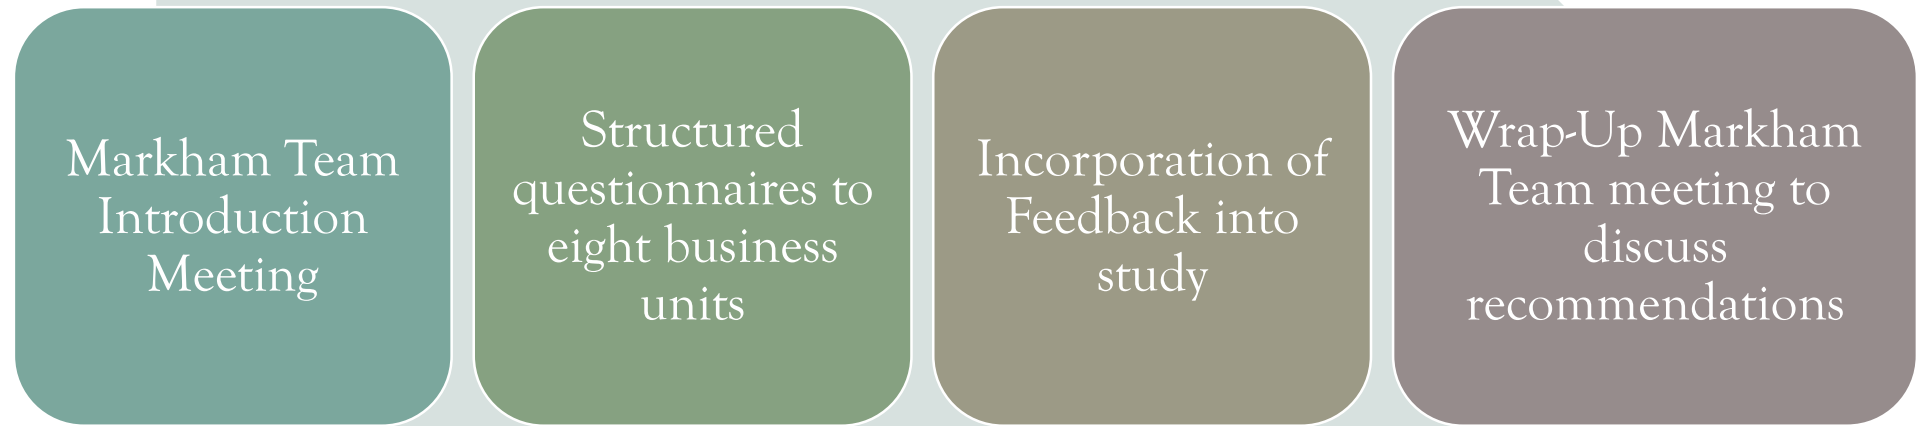 Markham Team
Introduction
Meeting
Structured
questionnaires to
eight business
units
Incorporation of
Feedback into
study
Wrap-Up Markham
Team meeting to
discuss
recommendations